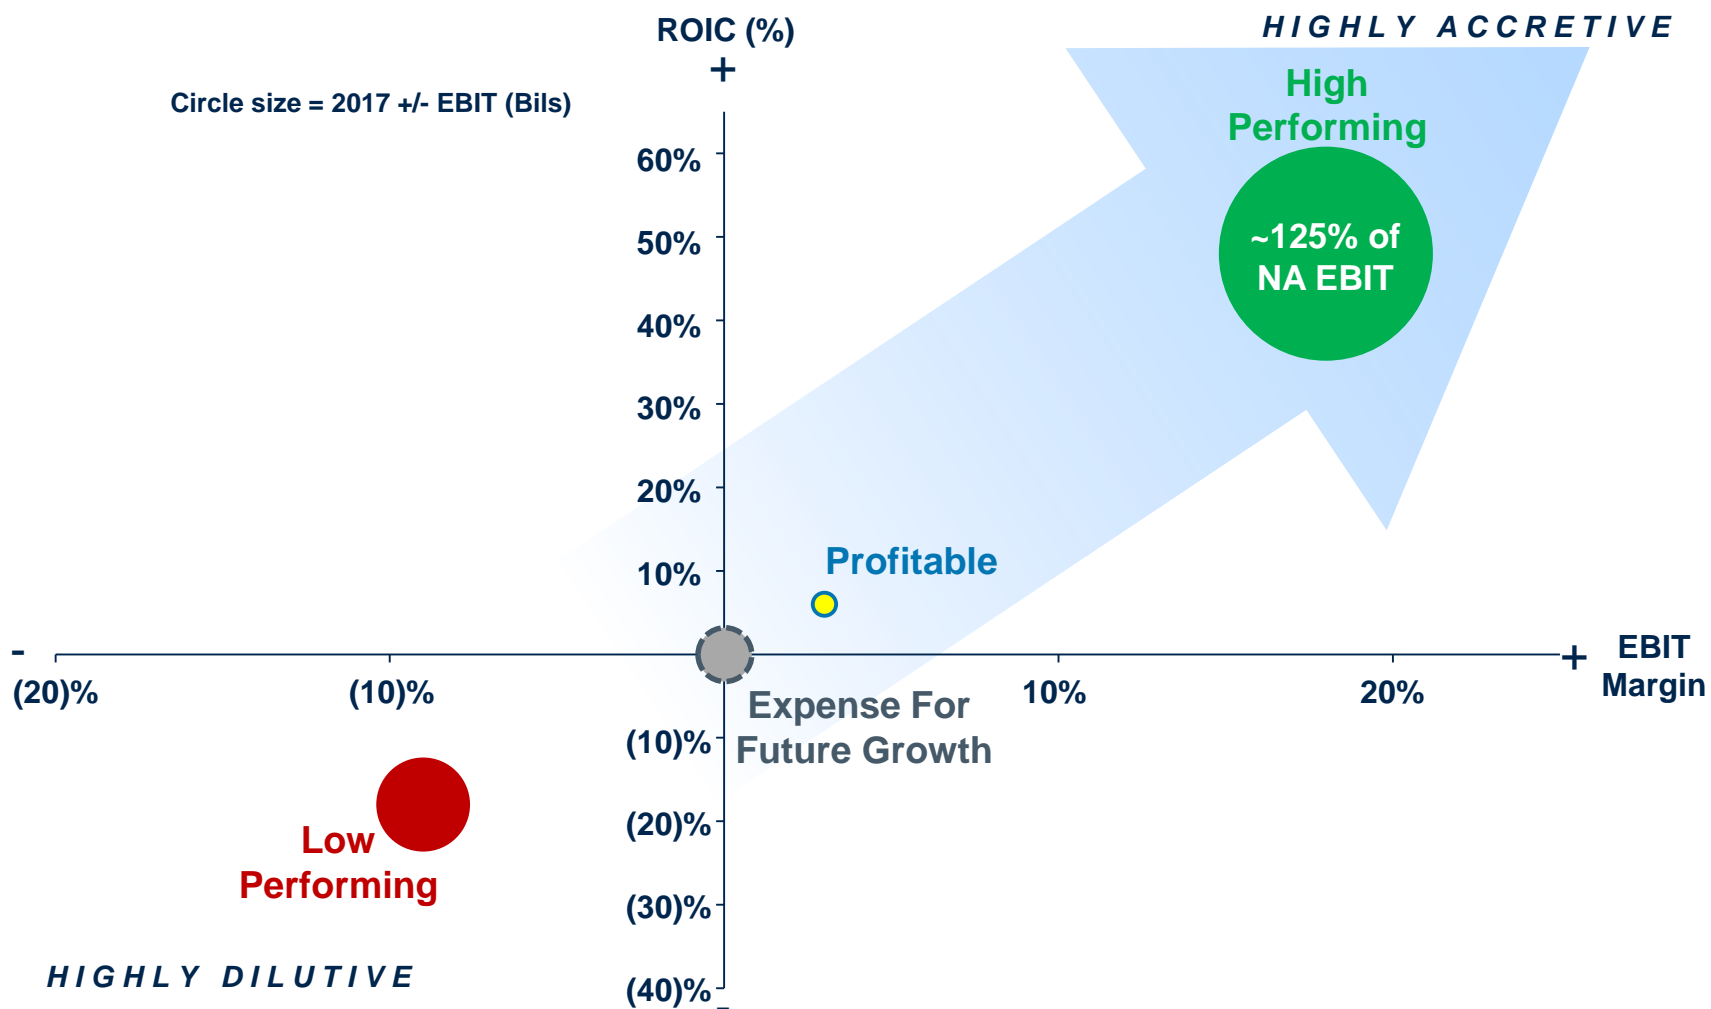 ROIC (%)
+
HIGHLY ACCRETIVE
Circle size = 2017 +/- EBIT (Bils)
High
Performing
~125% of
NA EBIT
60%
50%
40%
30%
20%
10%
Profitable
-
+
EBIT
Margin
(20)%
(10)%
10%
20%
Expense For
Future Growth
(10)%
(20)%
(30)%
(40)%
-
Low
Performing
HIGHLY DILUTIVE